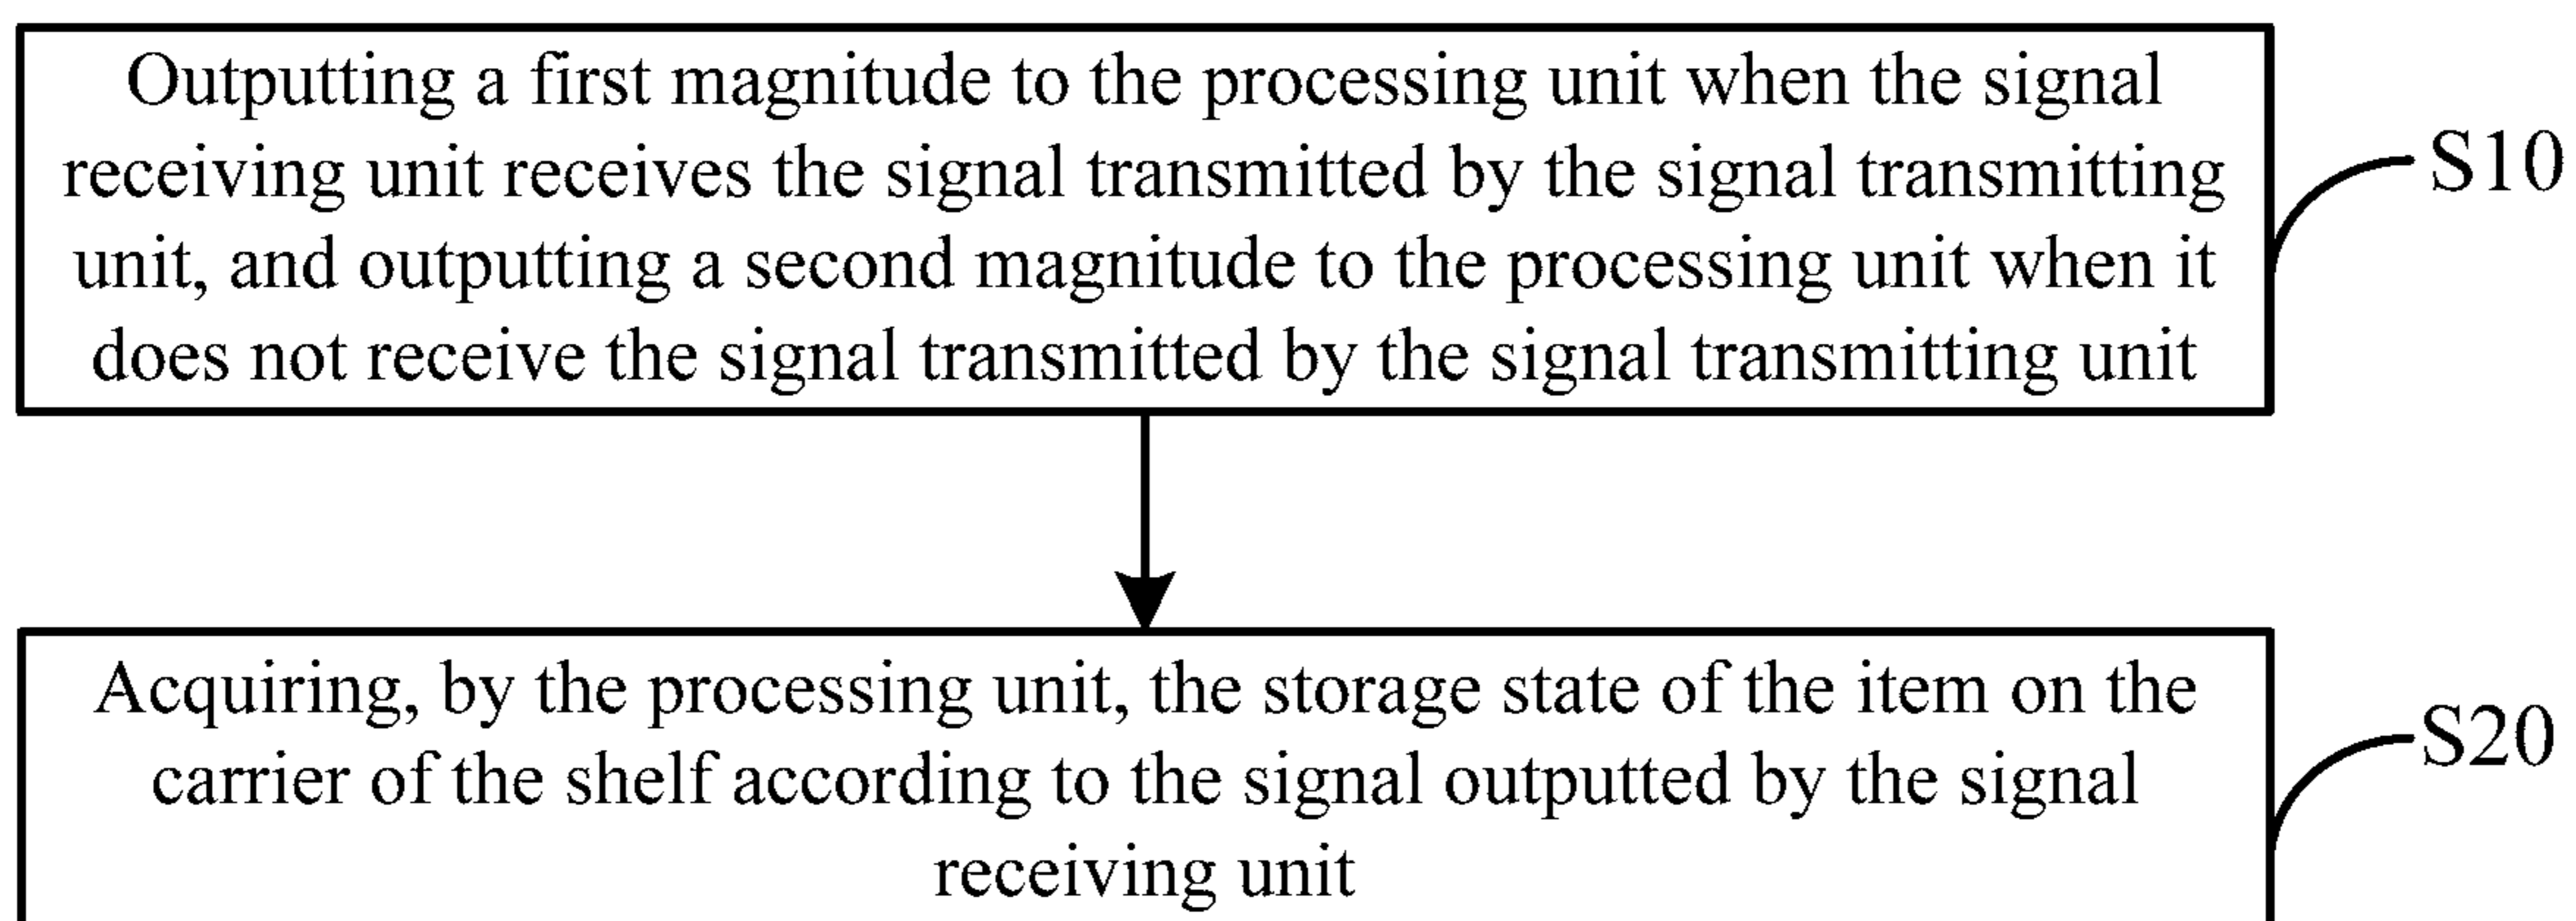 Outputting a first magnitude to the processing unit when the signal
receiving unit receives the signal transmitted by the signal transmitting
unit, and outputting a second magnitude to the processing unit when it
does not receive the signal transmitted by the signal transmitting unit
S10
Acquiring, by the processing unit, the storage state of the item on the
carrier of the shelf according to the signal outputted by the signal
receiving unit
S20